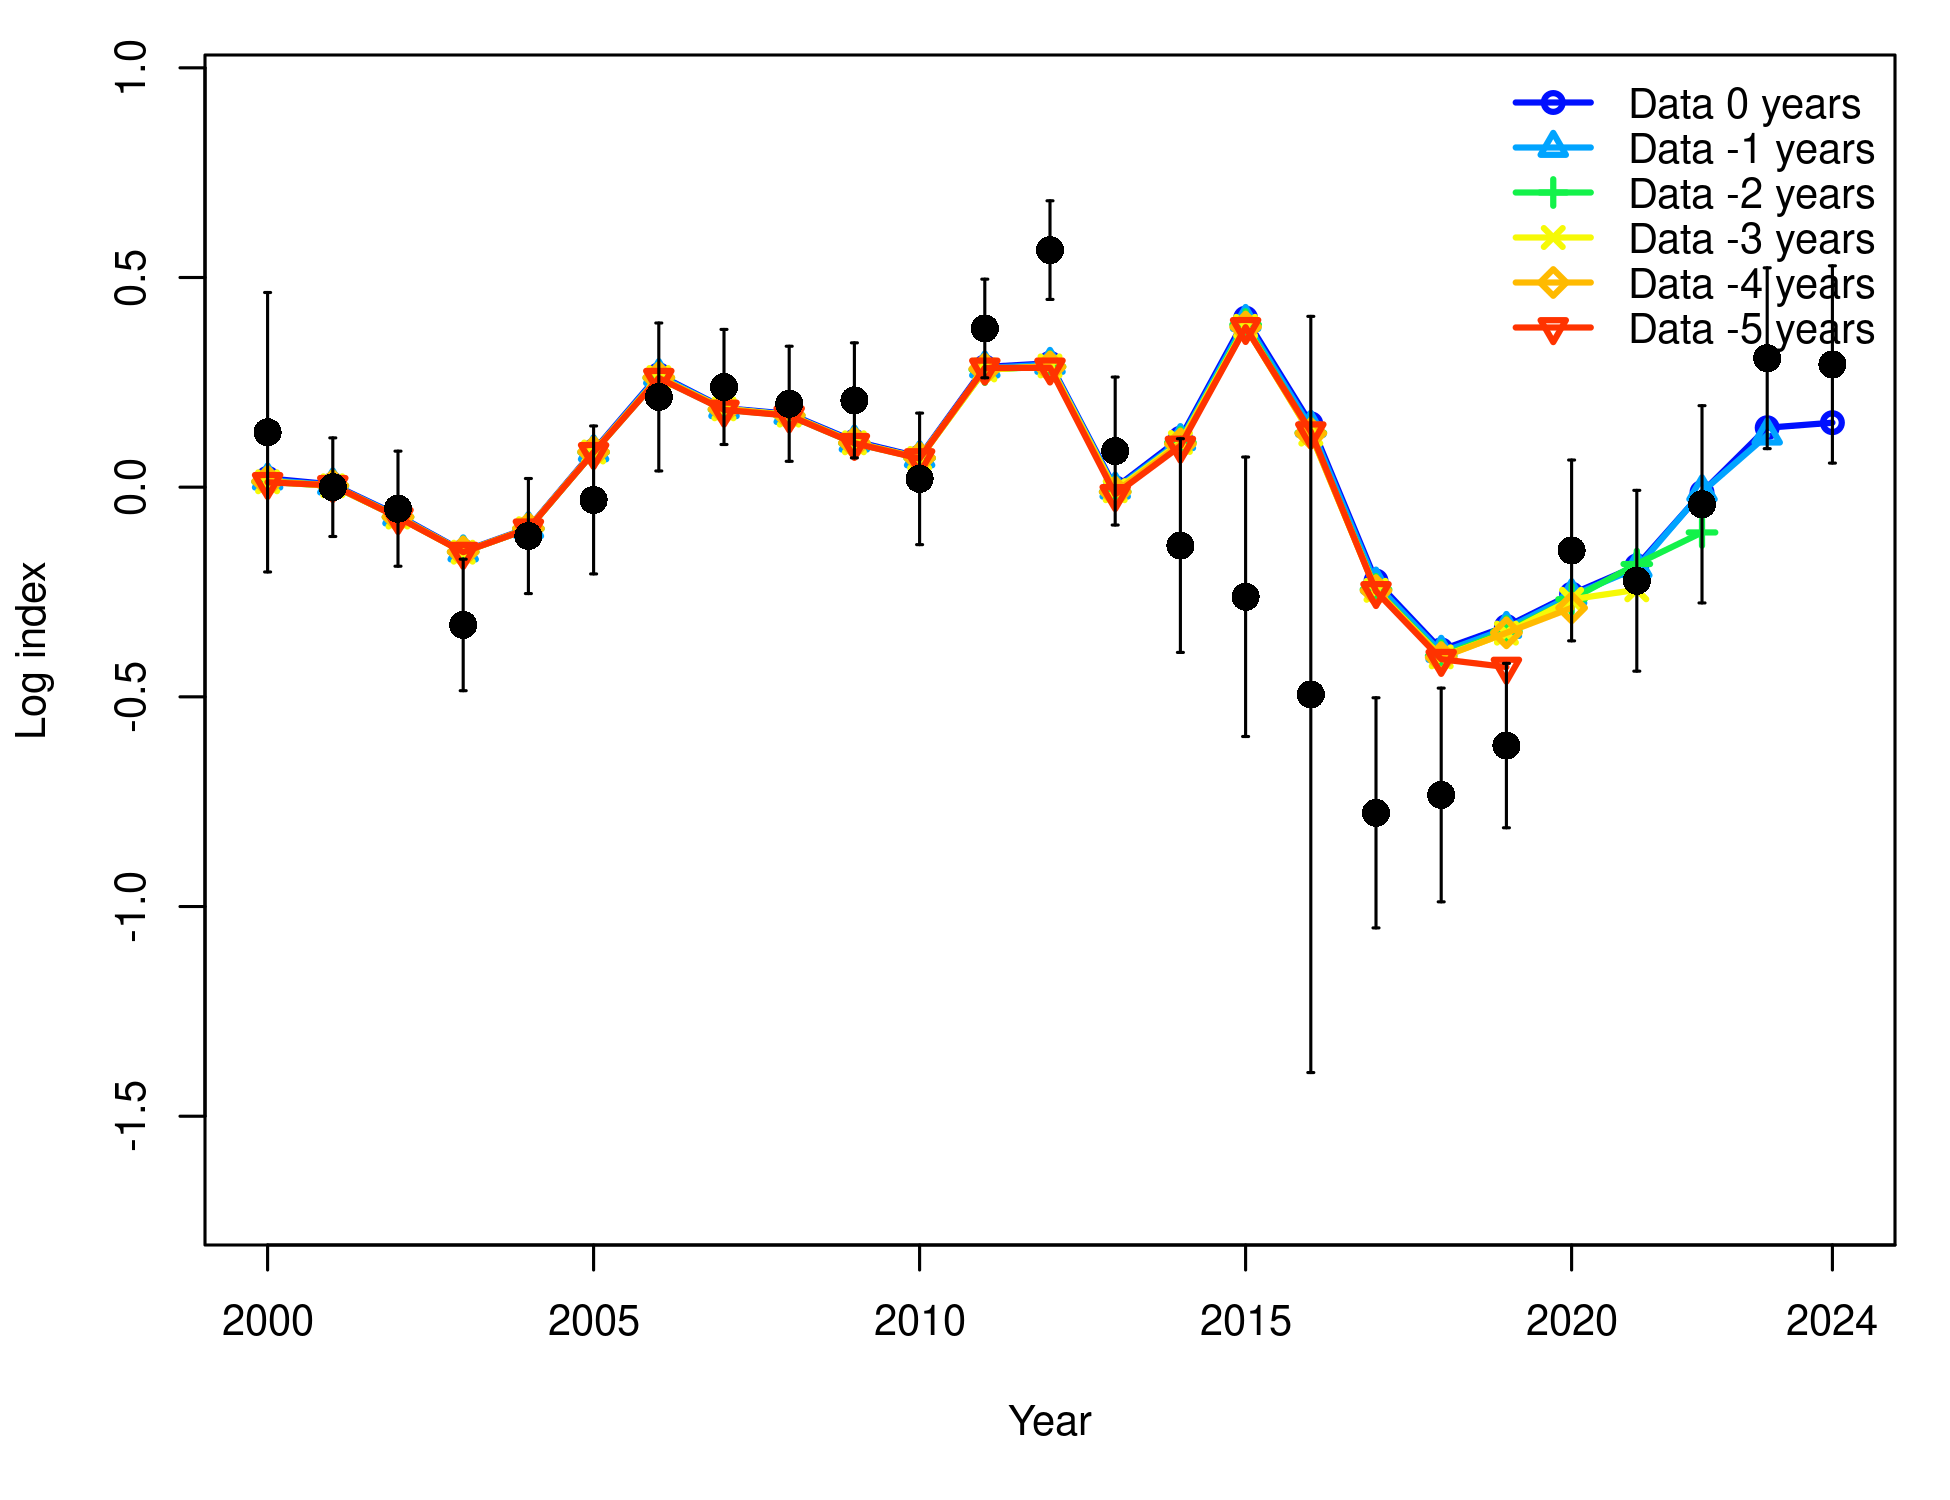 1.0
0.5
0.0
-0.5
-1.0
-1.5
Log index
Data 0 years
Data -1 years
Data -2 years
Data -3 years
Data -4 years
Data -5 years
2000 2005 2010 2015 2020 2024
Year